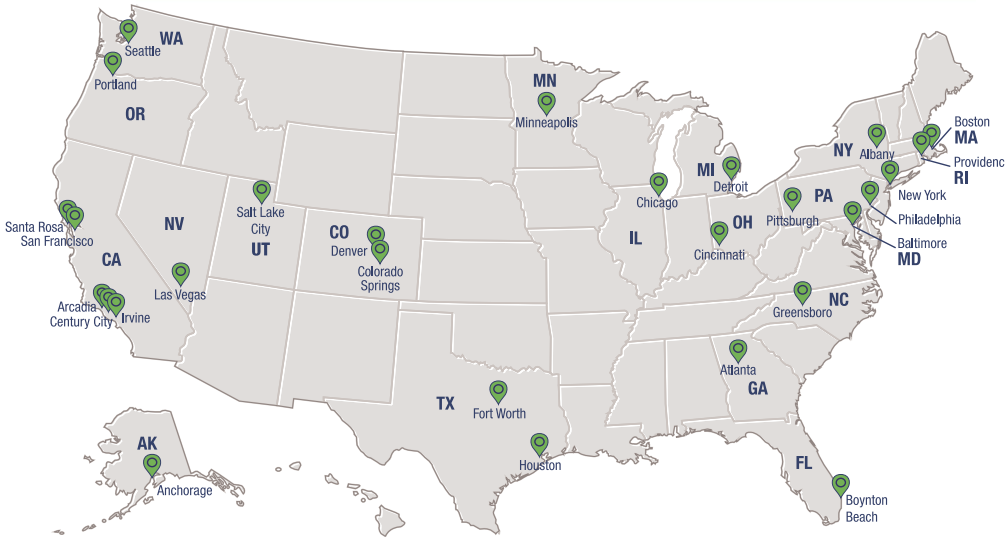 WA
Seattle
Portland
OR
MN
Minneapolis
Boston
MA
NY
Albany
Providenc
RI
MI
Detroit
Chicago
PA
New York
Pittsburgh
Philadelphia
Salt Lake
City
UT
NV
Santa Rosa
San Francisco
CA
CO
Denver
Colorado
Springs
IL
OH
Cincinnati
Baltimore
MD
Las Vegas
Arcadia
Century City
Irvine
NC
Greensboro
Atlanta
GA
TX
Fort Worth
Houston
AK
Anchorage
FL
Boynton
Beach